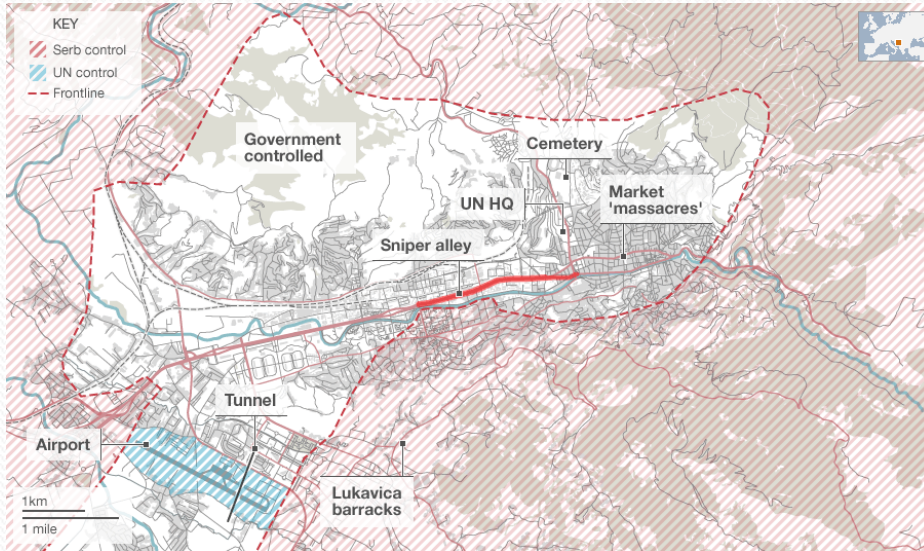 KEY
Serb control
UN control
Frontline
Government
controlled
Cemetery
UN HQ
Market
'massacres'
Sniper alley
Tunnel
Airport
Lukavica
barracks
1km
1 mile